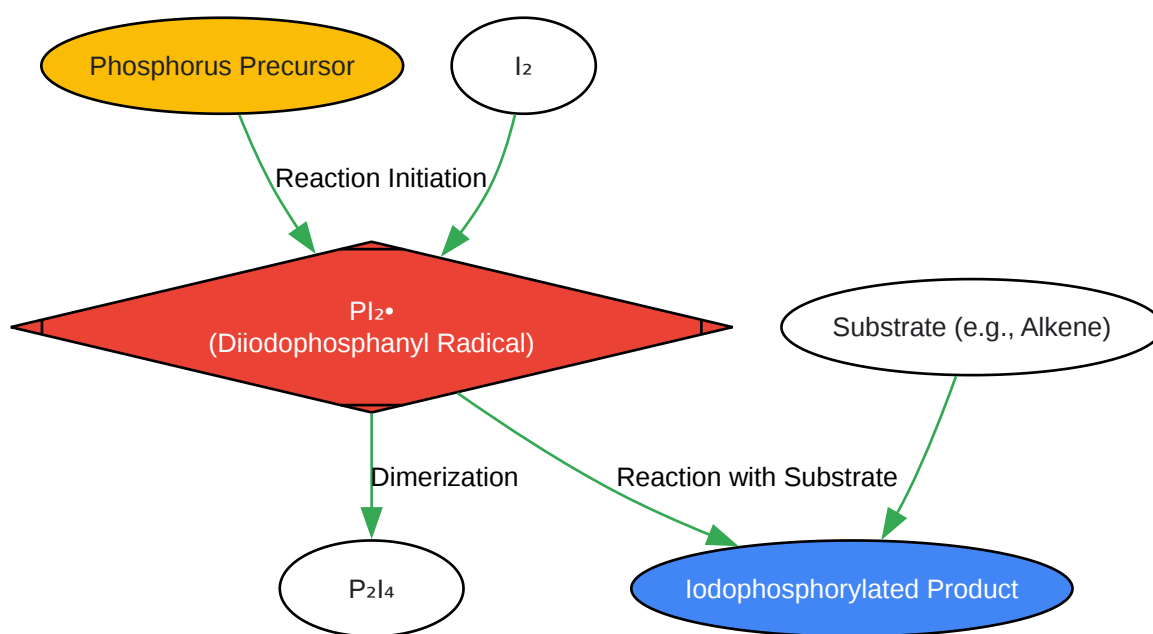 Phosphorus Precursor
I₂
Reaction Initiation
PI₂•
(Diiodophosphanyl Radical)
Substrate (e.g., Alkene)
Dimerization
Reaction with Substrate
P₂I₄
Iodophosphorylated Product